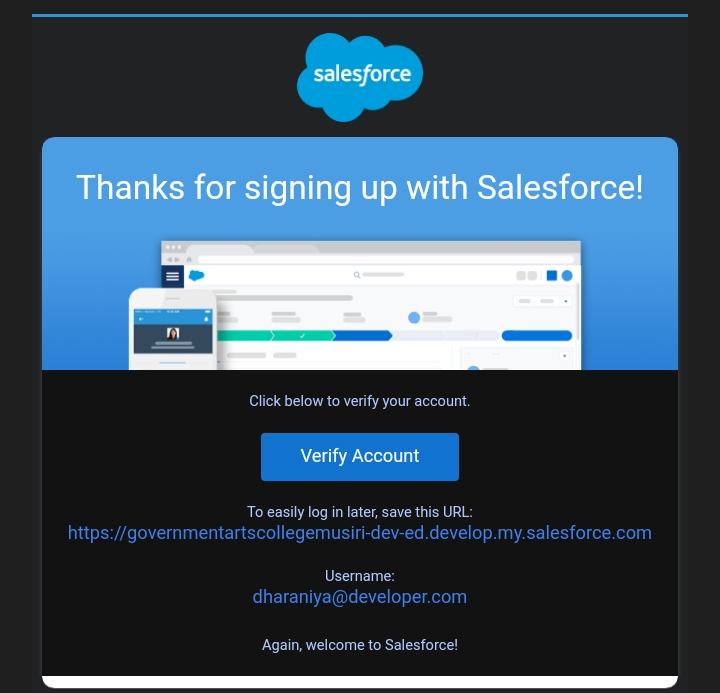 salesforce
Thanks for signing up with Salesforce!
Click below to verify your account.
Verify Account
To easily log in later, save this URL:
https://governmentartscollegemusiri-dev-ed.develop.my.salesforce.com
Username:
dharaniya@developer.com
Again, welcome to Salesforce!